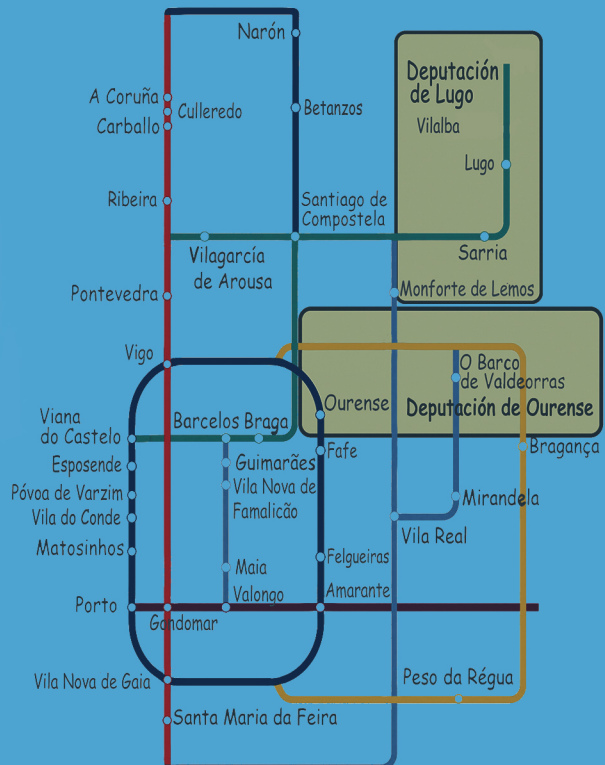 Narón
Deputación
de Lugo
A Coruña
Culleredo
Betanzos
Carballo
Vilalba
Lugo
Ribeira
Santiago de
Compostela
Vilagarcía
de Arousa
Sarria
Pontevedra
Monforte de Lemos
Vigo
O Barco
de Valdeorras
Ourense
Deputación de Ourense
Viana
do Castelo
Barcelos
Braga
Bragança
Esposende
Guimarães
Fafe
Póvoa de Varzim
Vila Nova de
Famalicão
Mirandela
Vila do Conde
Vila Real
Matosinhos
Maia
Felgueiras
Porto
Valongo
Amarante
Gondomar
Vila Nova de Gaia
Peso da Régua
Santa Maria da Feira